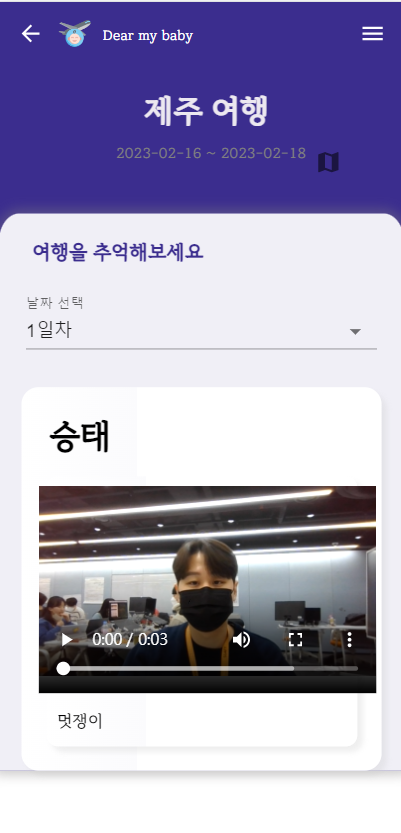 Dear my baby
제주 여행
2023-02-16 ~ 2023-02-18
여행을 추억해보세요
날짜 선택
1일차
승태
0:00 / 0:03
멋쟁이